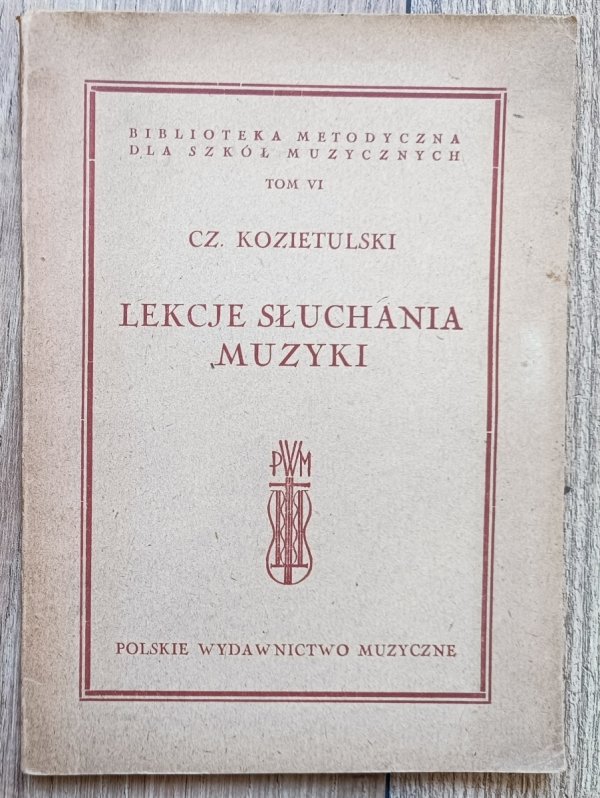 BIBLIOTEKA METODYCZNA
DLA SZKÓŁ MUZYCZNYCH
TOM VI
CZ. KOZIETULSKI
LEKCJE SŁUCHANIA
MUZYKI
PWM
POLSKIE WYDAWNICTWO MUZYCZNE